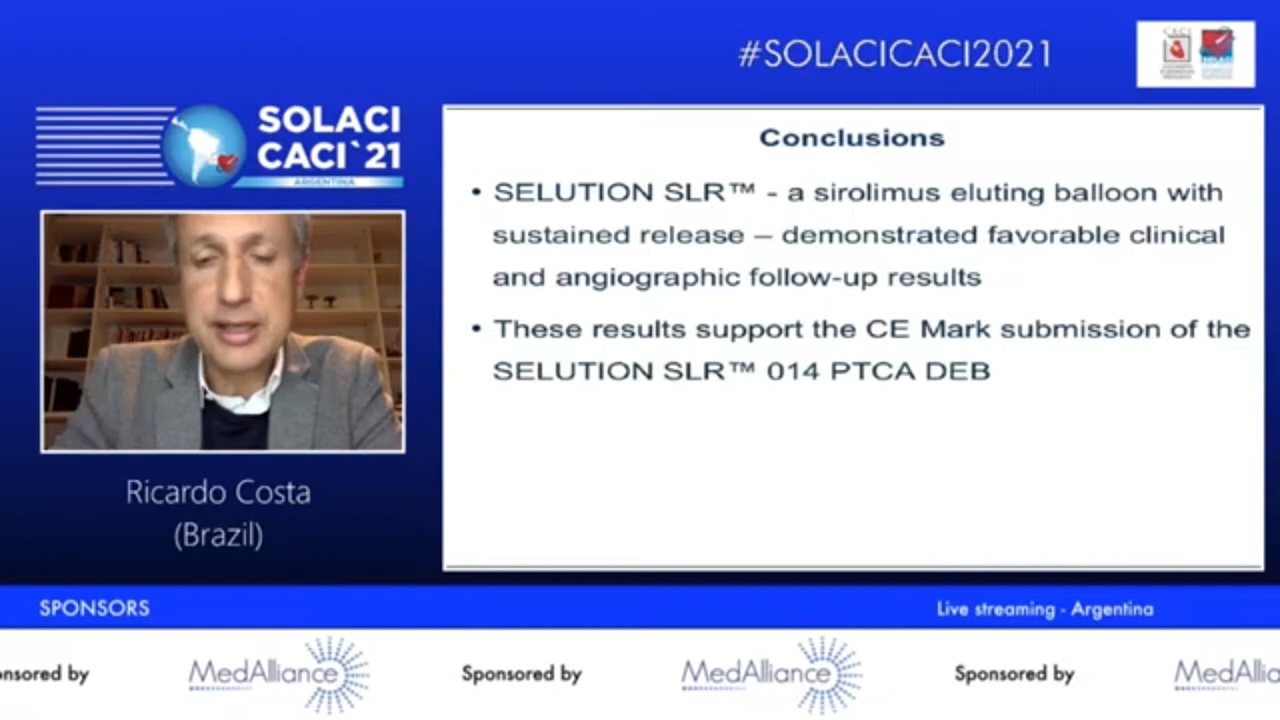 #SOLACICACI2021
CACI
SOLACI
SOLACI
CACI`21
ARGENTINA
Conclusions
• SELUTION SLR™ - a sirolimus eluting balloon with
sustained release – demonstrated favorable clinical
and angiographic follow-up results
• These results support the CE Mark submission of the
SELUTION SLR™ 014 PTCA DEB
Ricardo Costa
(Brazil)
SPONSORS
Live streaming - Argentina
onsored by
MedAlliance
Sponsored by
MedAlliance
Sponsored by
MedAllia